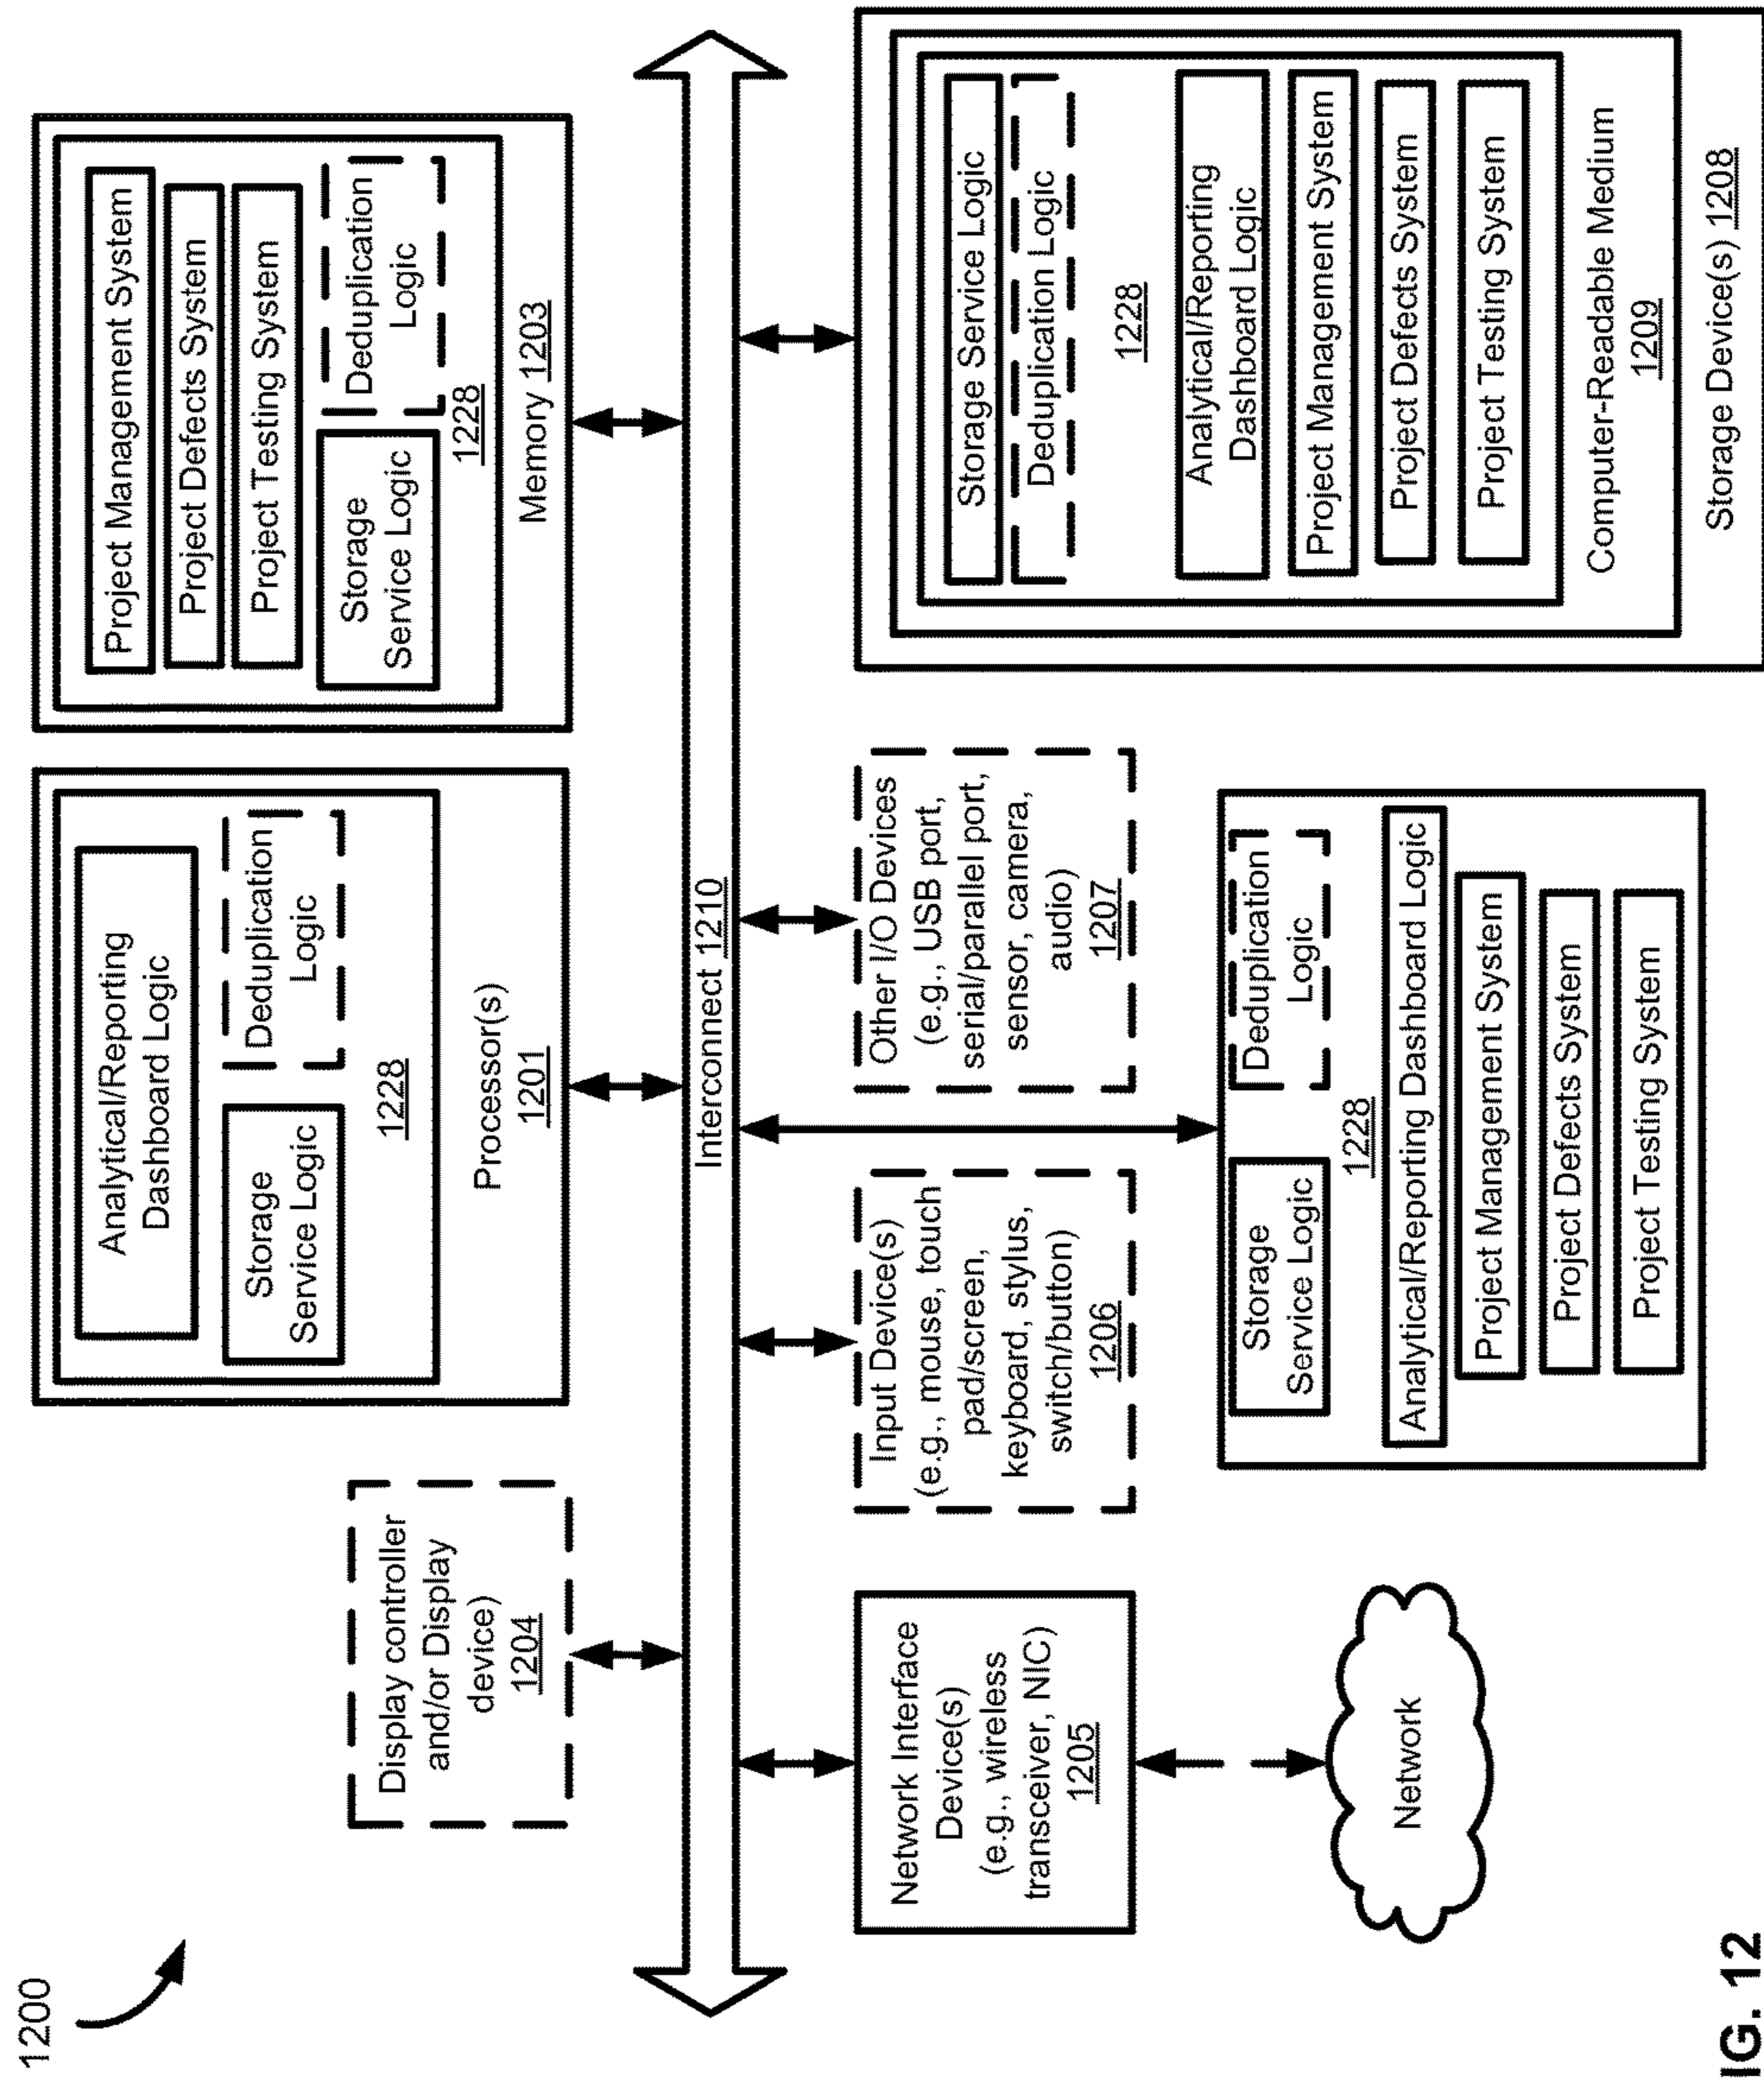 1200
Display controller
and/or Display
device)
1204
Analytical/Reporting
Dashboard Logic
Storage
Service Logic
Deduplication
Logic
1228
Processor(s)
1201
Project Management System
Project Defects System
Project Testing System
Storage
Service Logic
Deduplication
Logic
1228
Memory 1203
Interconnect 1210
Network Interface
Device(s)
(e.g., wireless
transceiver, NIC)
1205
Network
Input Device(s)
(e.g., mouse, touch
pad/screen,
keyboard, stylus,
switch/button)
1206
Other I/O Devices
(e.g., USB port,
serial/parallel port,
sensor, camera,
audio)
1207
Storage
Service Logic
Deduplication
Logic
1228
Analytical/Reporting Dashboard Logic
Project Management System
Project Defects System
Project Testing System
Storage Service Logic
Deduplication Logic
1228
Analytical/Reporting
Dashboard Logic
Project Management System
Project Defects System
Project Testing System
Computer-Readable Medium
1209
Storage Device(s) 1208
IG. 12